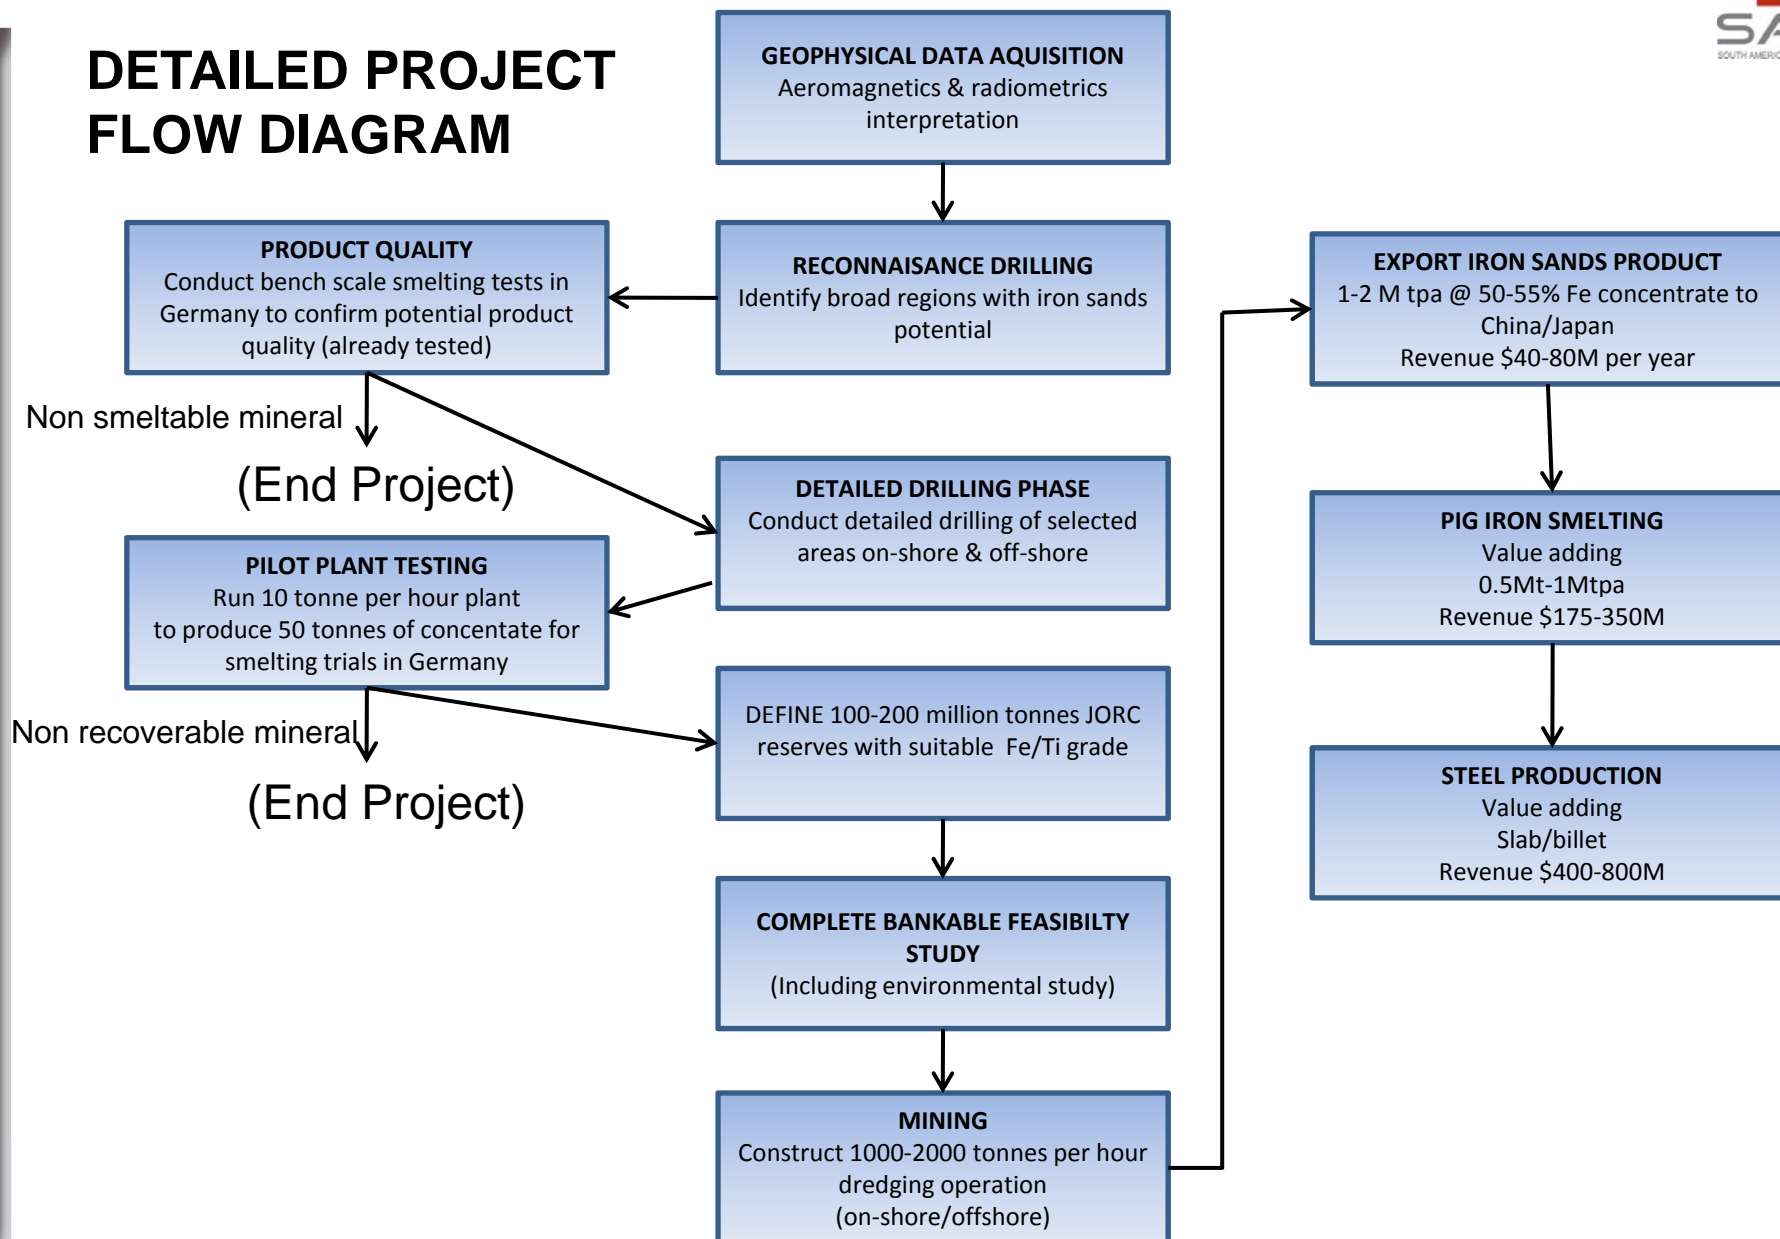 DETAILED PROJECT
FLOW DIAGRAM
GEOPHYSICAL DATA AQUISITION
Aeromagnetics & radiometrics
interpretation
PRODUCT QUALITY
Conduct bench scale smelting tests in
Germany to confirm potential product
quality (already tested)
RECONNAISANCE DRILLING
Identify broad regions with iron sands
potential
EXPORT IRON SANDS PRODUCT
1-2 M tpa @ 50-55% Fe concentrate to
China/Japan
Revenue $40-80M per year
Non smeltable mineral
(End Project)
DETAILED DRILLING PHASE
Conduct detailed drilling of selected
areas on-shore & off-shore
PIG IRON SMELTING
Value adding
0.5Mt-1Mtpa
Revenue $175-350M
PILOT PLANT TESTING
Run 10 tonne per hour plant
to produce 50 tonnes of concentate for
smelting trials in Germany
Non recoverable mineral
(End Project)
DEFINE 100-200 million tonnes JORC
reserves with suitable Fe/Ti grade
STEEL PRODUCTION
Value adding
Slab/billet
Revenue $400-800M
COMPLETE BANKABLE FEASIBILTY
STUDY
(Including environmental study)
MINING
Construct 1000-2000 tonnes per hour
dredging operation
(on-shore/offshore)
SOUTH